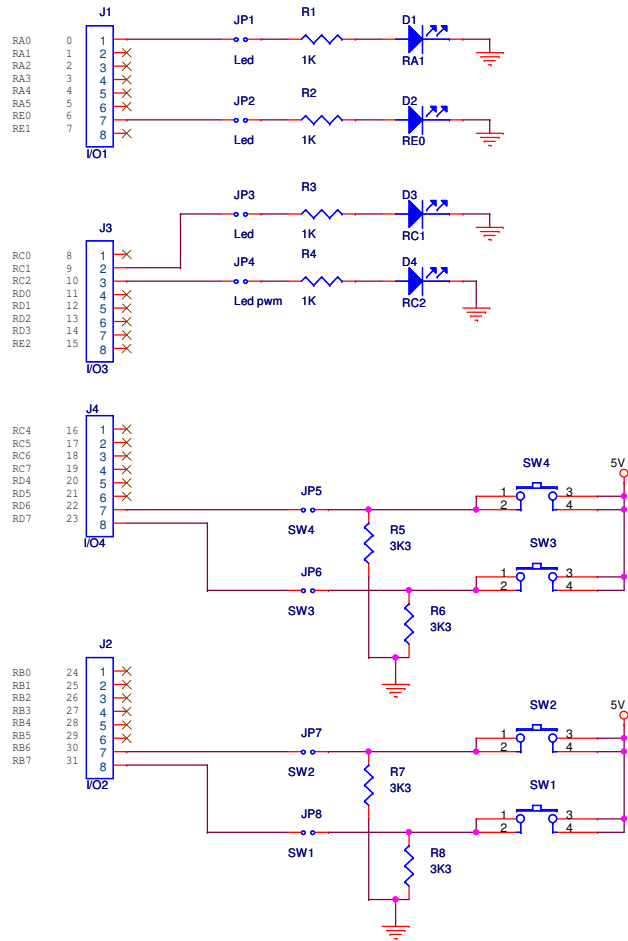 J1
R1
D1
RA0 0 1
JP1
RA1 1 2
RA2 2 3
Led
1K
RA1
RA3 3 4
RA4 4 5
RA5 5 6
RE0 6 7
RE1 7 8
I/O1
JP2
R2
D2
Led
1K
RE0
JP3
R3
D3
Led
1K
RC1
J3
RC0 8 1
RC1 9 2
RC2 10 3
RD0 11 4
RD1 12 5
RD2 13 6
RD3 14 7
RE2 15 8
I/O3
JP4
R4
D4
Led pwm
1K
RC2
J4
RC4 16 1
RC5 17 2
RC6 18 3
RC7 19 4
RD4 20 5
RD5 21 6
RD6 22 7
RD7 23 8
I/O4
SW4
5V
JP5
1 3
2 4
SW4
R5
3K3
SW3
JP6
1 3
2 4
SW3
R6
3K3
J2
RB0 24 1
RB1 25 2
RB2 26 3
RB3 27 4
RB4 28 5
RB5 29 6
RB6 30 7
RB7 31 8
I/O2
SW2
5V
JP7
1 3
2 4
SW2
R7
3K3
SW1
JP8
1 3
2 4
SW1
R8
3K3